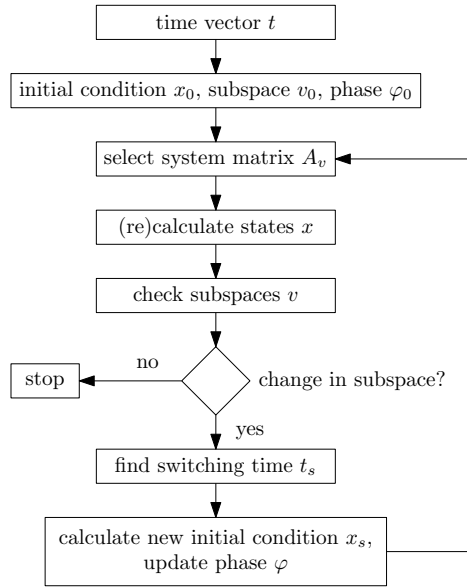 time vector t
initial condition x₀, subspace v₀, phase φ₀
select system matrix Aᵥ
(re)calculate states x
check subspaces v
no
stop
change in subspace?
yes
find switching time tₛ
calculate new initial condition xₛ,
update phase φ